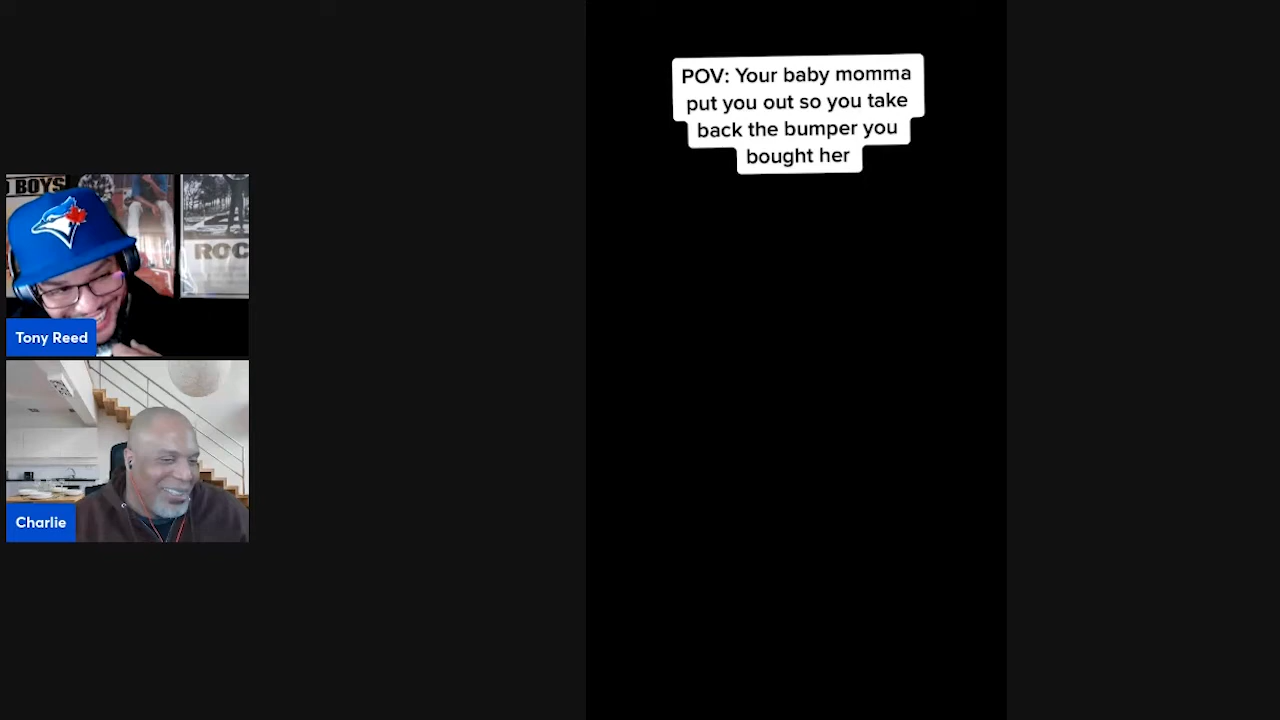 POV: Your baby momma
put you out so you take
back the bumper you
bought her
BOYS
ROC
Tony Reed
Charlie